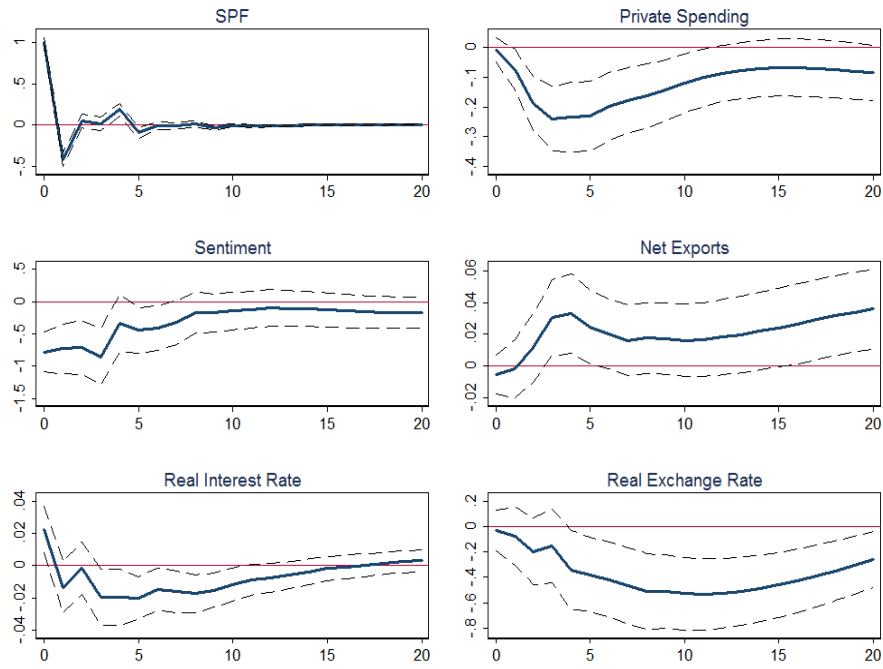 SPF
1
.5
0
-.5
0 5 10 15 20
Private Spending
0
-.1
-.2
-.3
-.4
0 5 10 15 20
Sentiment
.5
0
-.5
-1
-1.5
0 5 10 15 20
Net Exports
.06
.04
.02
0
-.02
0 5 10 15 20
Real Interest Rate
.04
.02
0
-.02
-.04
0 5 10 15 20
Real Exchange Rate
.2
0
-.2
-.4
-.6
-.8
0 5 10 15 20